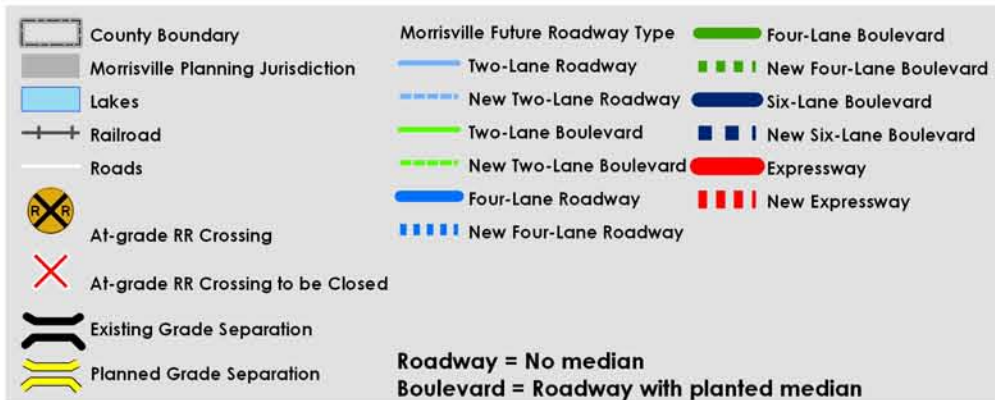 County Boundary
Morrisville Planning Jurisdiction
Lakes
Railroad
Roads
R R
At-grade RR Crossing
At-grade RR Crossing to be Closed
Existing Grade Separation
Planned Grade Separation
Morrisville Future Roadway Type
Two-Lane Roadway
New Two-Lane Roadway
Two-Lane Boulevard
New Two-Lane Boulevard
Four-Lane Roadway
New Four-Lane Roadway
Four-Lane Boulevard
New Four-Lane Boulevard
Six-Lane Boulevard
New Six-Lane Boulevard
Expressway
New Expressway
Roadway = No median
Boulevard = Roadway with planted median